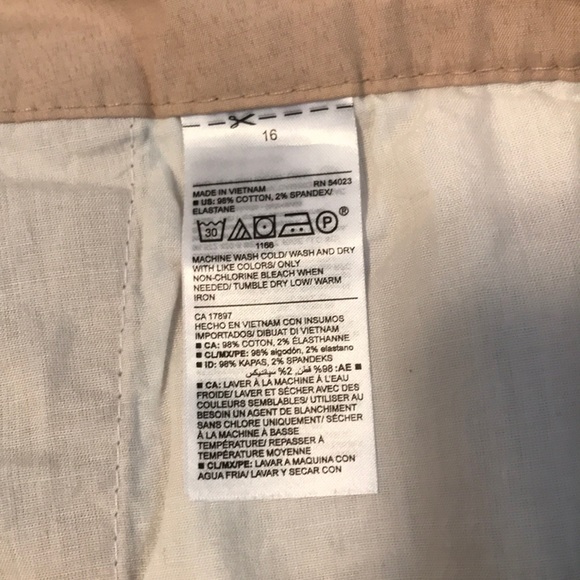 16
MADE IN VIETNAM RN 54023
■ US: 98% COTTON, 2% SPANDEX/
ELASTANE
30 P ®
1166
MACHINE WASH COLD/ WASH AND DRY
WITH LIKE COLORS/ ONLY
NON-CHLORINE BLEACH WHEN
NEEDED/ TUMBLE DRY LOW/ WARM
IRON
CA 17897
HECHO EN VIETNAM CON INSUMOS
IMPORTADOS/ DIBUAT DI VIETNAM
■ CA: 98% COTON, 2% ÉLASTHANNE
■ CL/MX/PE: 98% algodón, 2% elastano
■ ID: 98% KAPAS, 2% SPANDEKS
■ AE: 98% قطن, 2% سپانتيكس
■ CA: LAVER À LA MACHINE À L'EAU
FROIDE/ LAVER ET SÉCHER AVEC DES
COULEURS SEMBLABLES/ UTILISER AU
BESOIN UN AGENT DE BLANCHIMENT
SANS CHLORE UNIQUEMENT/ SÉCHER
À LA MACHINE À BASSE
TEMPÉRATURE/ REPASSER À
TEMPÉRATURE MOYENNE
■ CL/MX/PE: LAVAR A MAQUINA CON
AGUA FRIA/ LAVAR Y SECAR CON